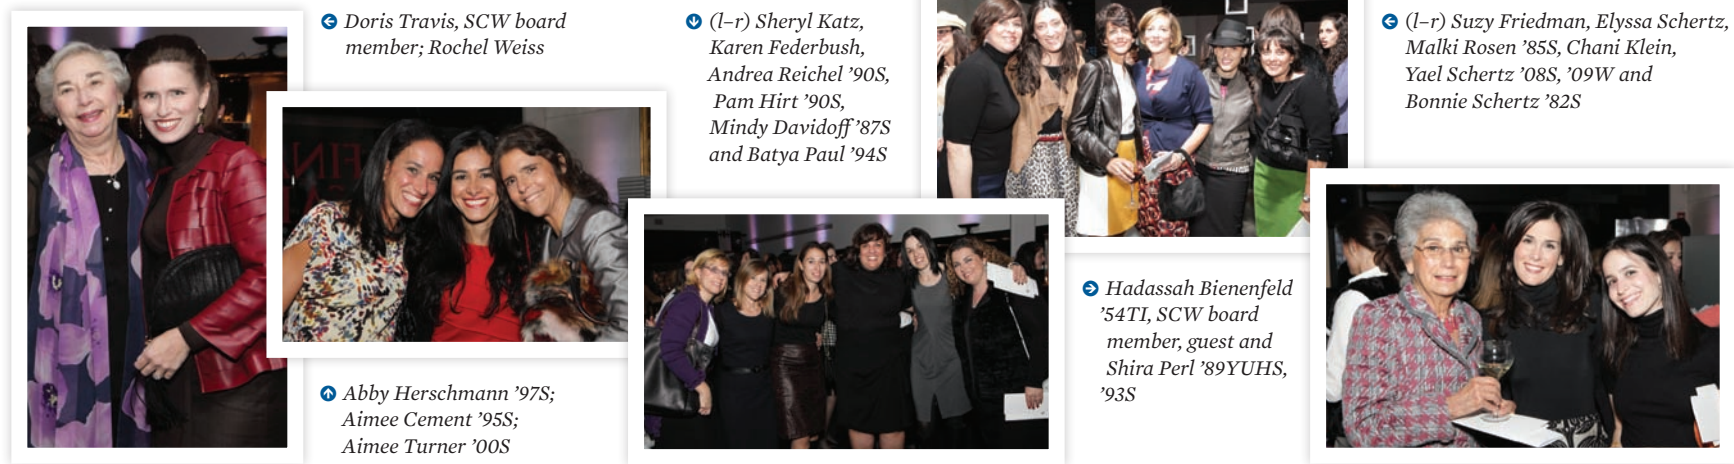 Doris Travis, SCW board
member; Rochel Weiss
Abby Herschmann ’97S;
Aimee Cement ’95S;
Aimee Turner ’00S
(l–r) Sheryl Katz,
Karen Federbush,
Andrea Reichel ’90S,
Pam Hirt ’90S,
Mindy Davidoff ’87S
and Batya Paul ’94S
(l–r) Suzy Friedman, Elyssa Schertz,
Malki Rosen ’85S, Chani Klein,
Yael Schertz ’08S, ’09W and
Bonnie Schertz ’82S
Hadassah Bienenfeld
’54TI, SCW board
member, guest and
Shira Perl ’89YUHS,
’93S